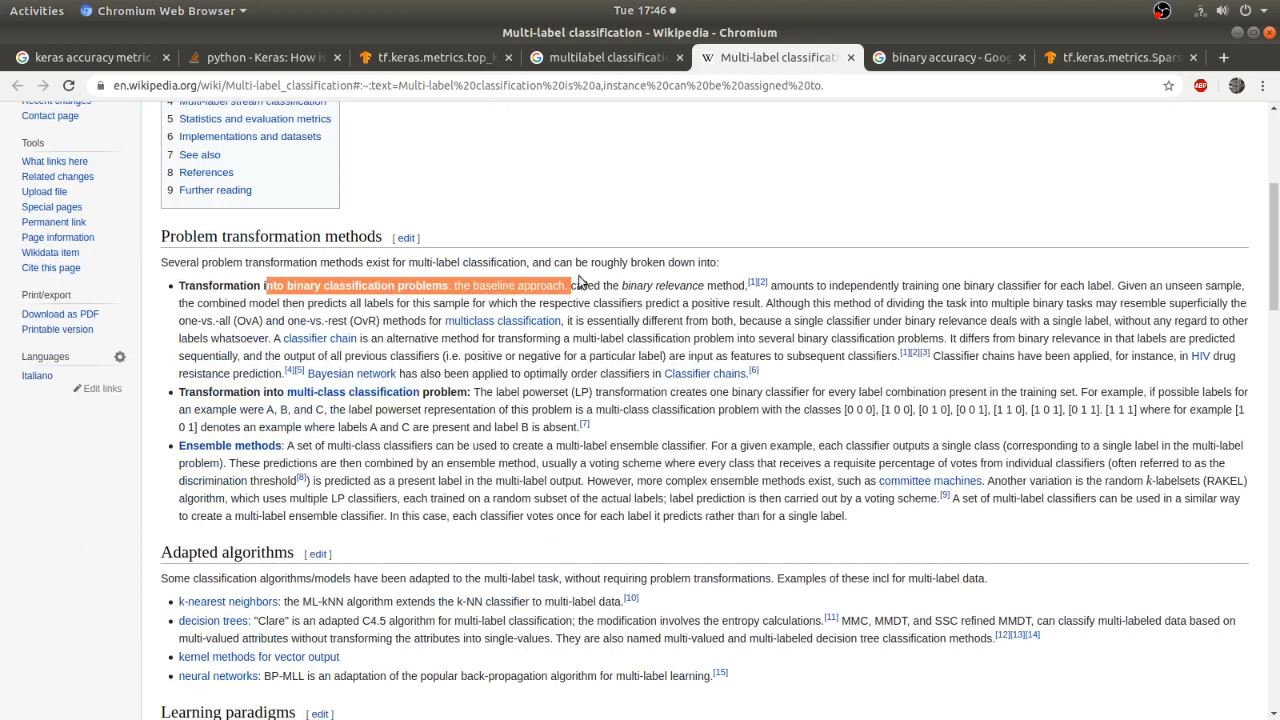 Activities Chromium Web Browser Tue 17:46
Multi-label classification - Wikipedia - Chromium
keras accuracy metric python - Keras: How is tf.keras.metrics.top_k multilabel classificati Multi-label classificati binary accuracy - Goog tf.keras.metrics.Spars
en.wikipedia.org/wiki/Multi-label_classification#:~:text=Multi-label%20classification%20is%20a,instance%20can%20be%20assigned%20to. ABP
Recent changes
Contact page
Tools
What links here
Related changes
Upload file
Special pages
Permanent link
Page information
Wikidata item
Cite this page
Print/export
Download as PDF
Printable version
Languages
Italiano
Edit links
4 Multi-label stream classification
5 Statistics and evaluation metrics
6 Implementations and datasets
7 See also
8 References
9 Further reading
Problem transformation methods [ edit ]
Several problem transformation methods exist for multi-label classification, and can be roughly broken down into:
• Transformation into binary classification problems: the baseline approach, called the binary relevance method,[1][2] amounts to independently training one binary classifier for each label. Given an unseen sample,
the combined model then predicts all labels for this sample for which the respective classifiers predict a positive result. Although this method of dividing the task into multiple binary tasks may resemble superficially the
one-vs.-all (OvA) and one-vs.-rest (OvR) methods for multiclass classification, it is essentially different from both, because a single classifier under binary relevance deals with a single label, without any regard to other
labels whatsoever. A classifier chain is an alternative method for transforming a multi-label classification problem into several binary classification problems. It differs from binary relevance in that labels are predicted
sequentially, and the output of all previous classifiers (i.e. positive or negative for a particular label) are input as features to subsequent classifiers.[1][2][3] Classifier chains have been applied, for instance, in HIV drug
resistance prediction.[4][5] Bayesian network has also been applied to optimally order classifiers in Classifier chains.[6]
• Transformation into multi-class classification problem: The label powerset (LP) transformation creates one binary classifier for every label combination present in the training set. For example, if possible labels for
an example were A, B, and C, the label powerset representation of this problem is a multi-class classification problem with the classes [0 0 0], [1 0 0], [0 1 0], [0 0 1], [1 1 0], [1 0 1], [0 1 1]. [1 1 1] where for example [1
0 1] denotes an example where labels A and C are present and label B is absent.[7]
• Ensemble methods: A set of multi-class classifiers can be used to create a multi-label ensemble classifier. For a given example, each classifier outputs a single class (corresponding to a single label in the multi-label
problem). These predictions are then combined by an ensemble method, usually a voting scheme where every class that receives a requisite percentage of votes from individual classifiers (often referred to as the
discrimination threshold[8]) is predicted as a present label in the multi-label output. However, more complex ensemble methods exist, such as committee machines. Another variation is the random k-labelsets (RAKEL)
algorithm, which uses multiple LP classifiers, each trained on a random subset of the actual labels; label prediction is then carried out by a voting scheme.[9] A set of multi-label classifiers can be used in a similar way
to create a multi-label ensemble classifier. In this case, each classifier votes once for each label it predicts rather than for a single label.
Adapted algorithms [ edit ]
Some classification algorithms/models have been adapted to the multi-label task, without requiring problem transformations. Examples of these incl for multi-label data.
• k-nearest neighbors: the ML-kNN algorithm extends the k-NN classifier to multi-label data.[10]
• decision trees: "Clare" is an adapted C4.5 algorithm for multi-label classification; the modification involves the entropy calculations.[11] MMC, MMDT, and SSC refined MMDT, can classify multi-labeled data based on
multi-valued attributes without transforming the attributes into single-values. They are also named multi-valued and multi-labeled decision tree classification methods.[12][13][14]
• kernel methods for vector output
• neural networks: BP-MLL is an adaptation of the popular back-propagation algorithm for multi-label learning.[15]
Learning paradigms [ edit ]